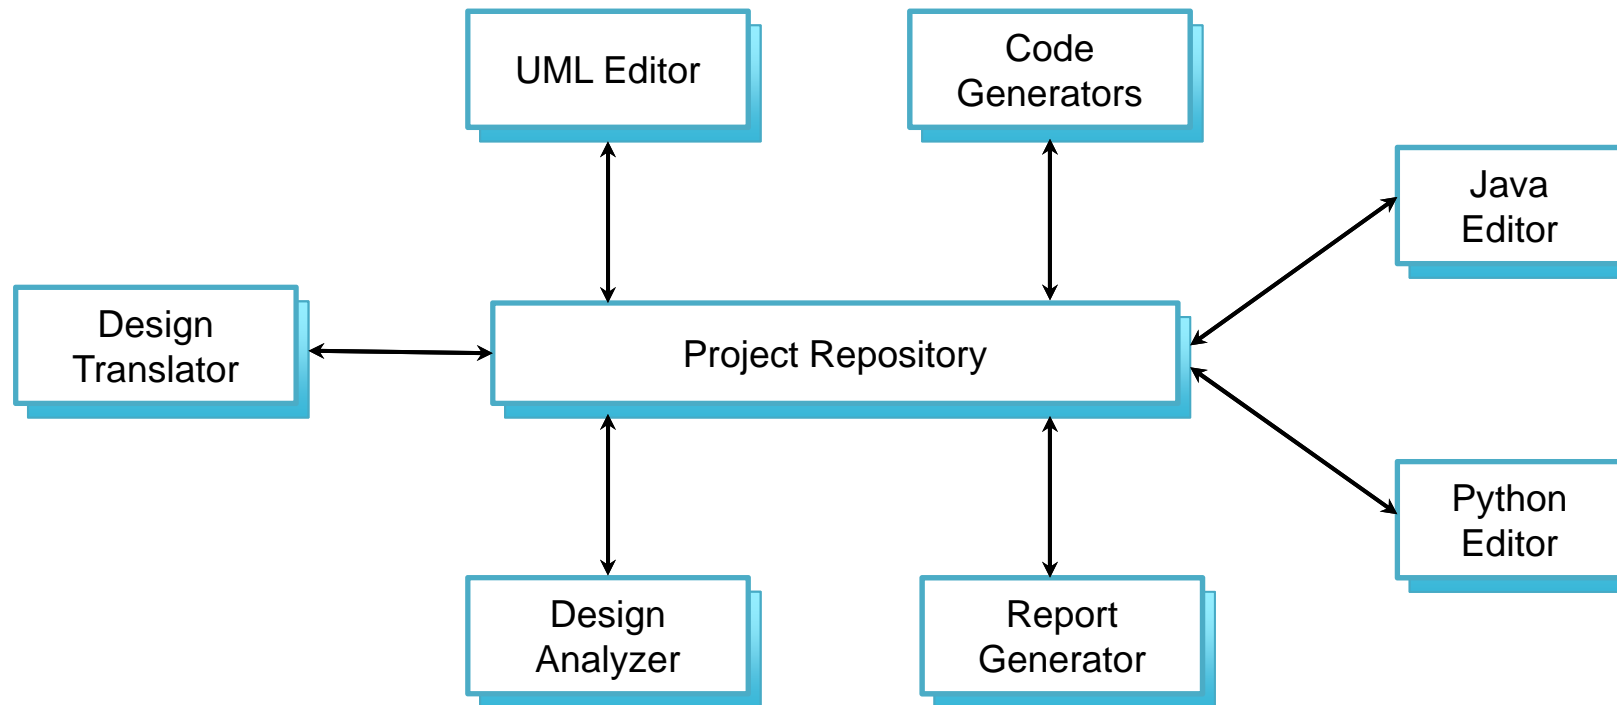 UML Editor
Code
Generators
Java
Editor
Design
Translator
Project Repository
Python
Editor
Design
Analyzer
Report
Generator